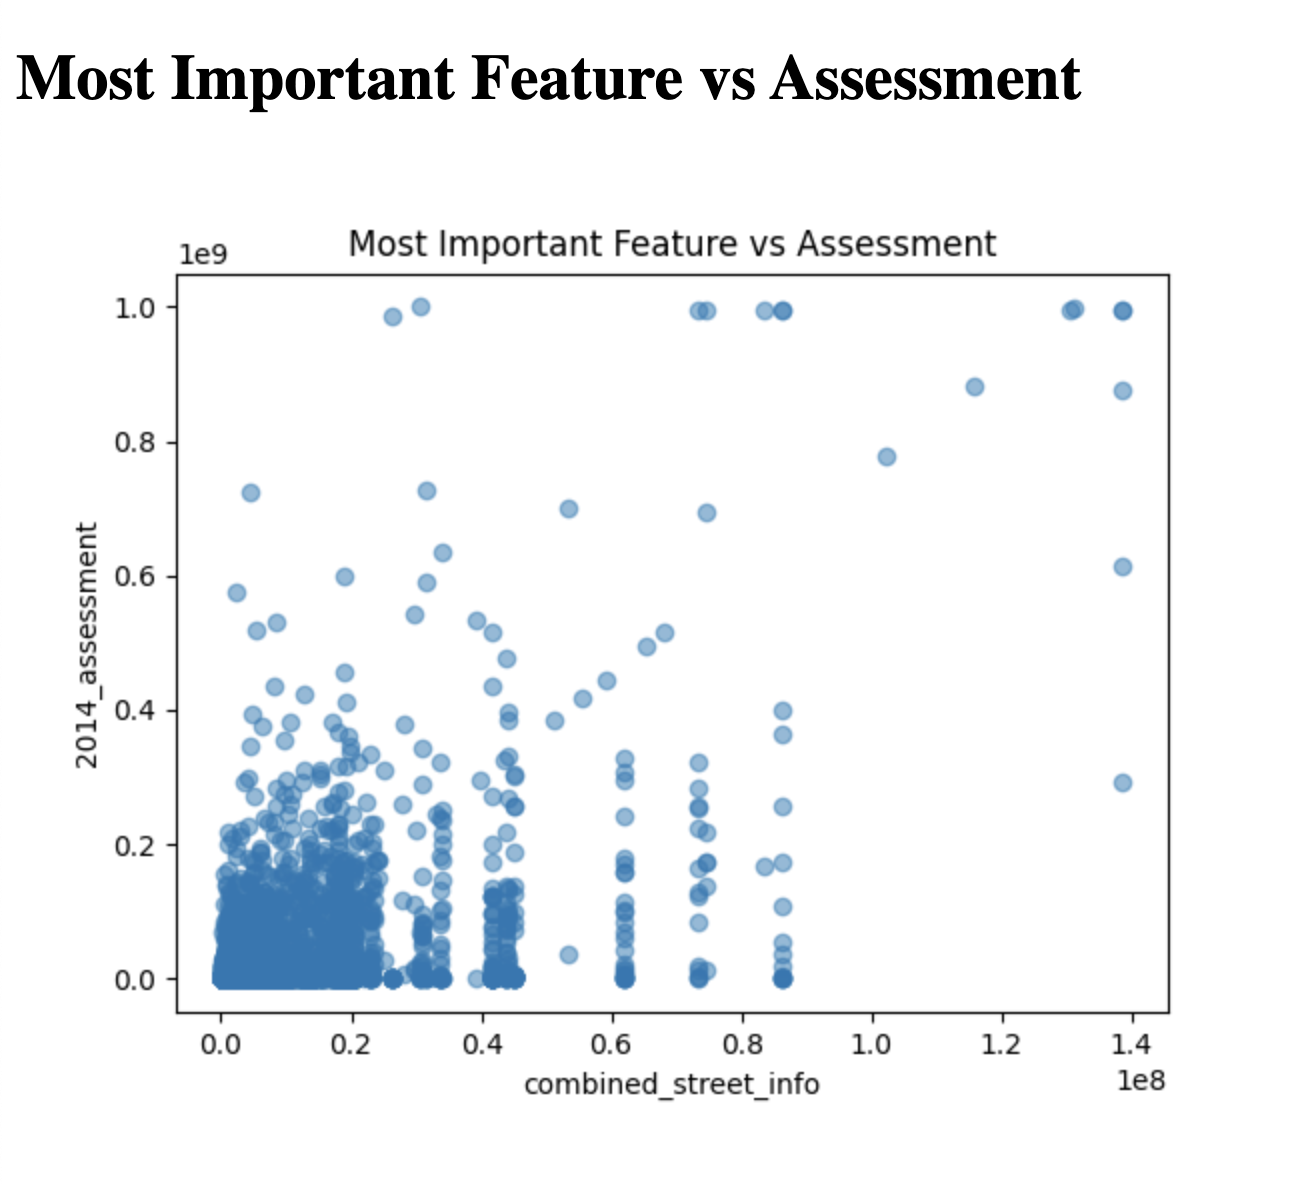 Most Important Feature vs Assessment
Most Important Feature vs Assessment
1e9
1.0
0.8
0.6
0.4
0.2
0.0
2014_assessment
0.0 0.2 0.4 0.6 0.8 1.0 1.2 1.4
combined_street_info
1e8